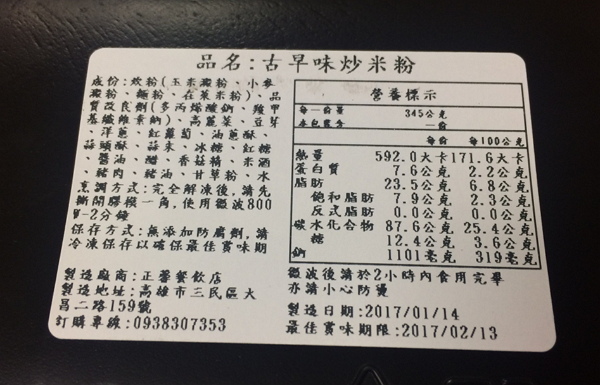 品名:古早味炒米粉
成份:炊粉(玉米澱粉、小麥
澱粉、麵粉、在萊米粉)、品
質改良劑(多丙烯酸鈉、羧甲
基纖維素鈉)、高麗菜、豆芽
、洋蔥、紅蘿蔔、油蔥酥、
蒜頭酥、蒜末、冰糖、紅糖
、醬油、醋、香菇精、米酒
、豬肉、豬油、甘草粉、水
烹調方式:完全解凍後,請先
撕開膠模一角,使用微波800
W-2分鐘
保存方式:無添加防腐劑,請
冷凍保存以確保最佳賞味期
製造廠商:正馨餐飲店
製造地址:高雄市三民區大
昌二路159號
訂購專線:0938307353
營養標示
每一份量 345公克
本包裝含 一份
每份 每100公克
熱量 592.0大卡 171.6大卡
蛋白質 7.6公克 2.2公克
脂肪 23.5公克 6.8公克
飽和脂肪 7.9公克 2.3公克
反式脂肪 0.0公克 0.0公克
碳水化合物 87.6公克 25.4公克
糖 12.4公克 3.6公克
鈉 1101毫克 319毫克
微波後請於2小時內食用完畢
亦請小心防燙
製造日期:2017/01/14
最佳賞味期限:2017/02/13